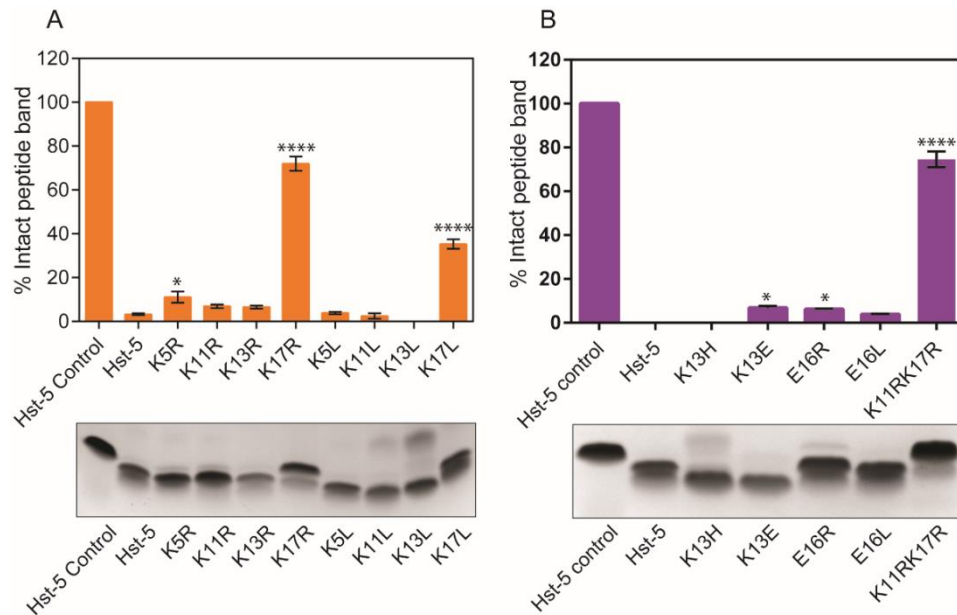 A
% Intact peptide band
120
100
80
60
40
20
0
*
****
****
Hst-5 Control
Hst-5
K5R
K11R
K13R
K17R
K5L
K11L
K13L
K17L
Hst-5 Control
Hst-5
K5R
K11R
K13R
K17R
K5L
K11L
K13L
K17L
B
% Intact peptide band
120
100
80
60
40
20
0
*
*
****
Hst-5 control
Hst-5
K13H
K13E
E16R
E16L
K11RK17R
Hst-5 control
Hst-5
K13H
K13E
E16R
E16L
K11RK17R